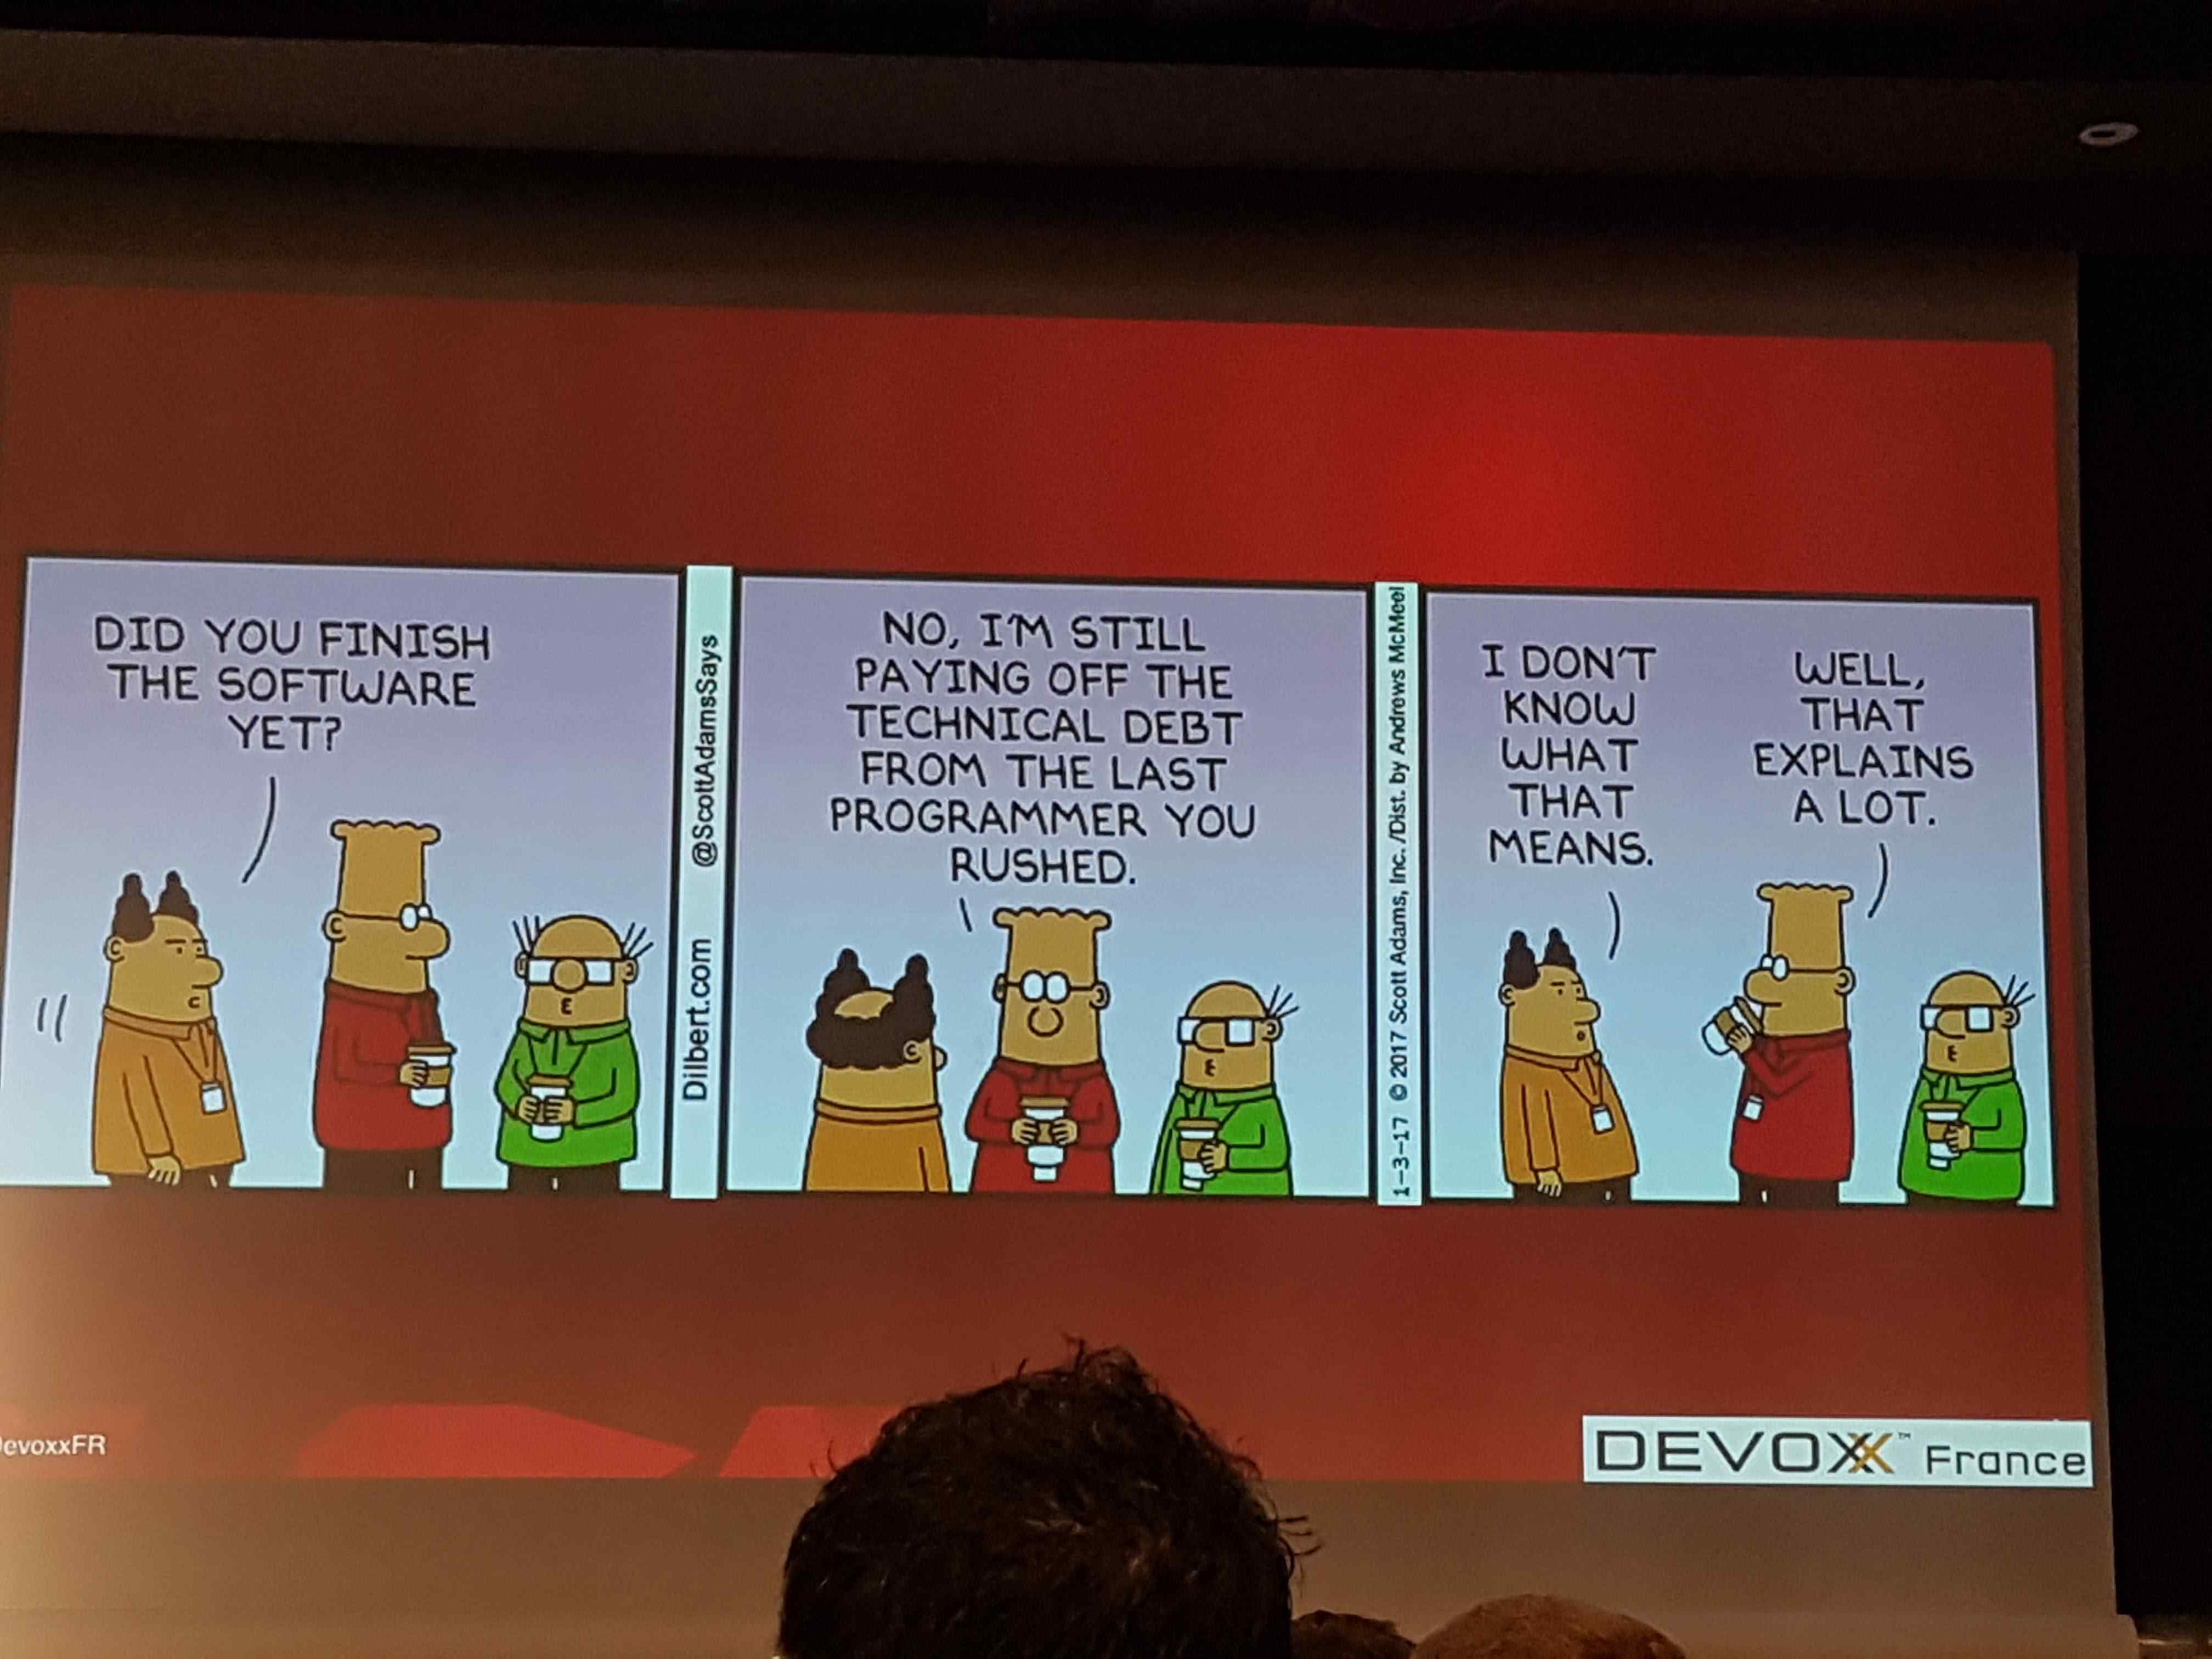 DID YOU FINISH
THE SOFTWARE
YET?
Dilbert.com @ScottAdamsSays
NO, I'M STILL
PAYING OFF THE
TECHNICAL DEBT
FROM THE LAST
PROGRAMMER YOU
RUSHED.
1-3-17 © 2017 Scott Adams, Inc. /Dist. by Andrews McMeel
I DON'T
KNOW
WHAT
THAT
MEANS.
WELL,
THAT
EXPLAINS
A LOT.
evoxxFR
DEVOXX™ France